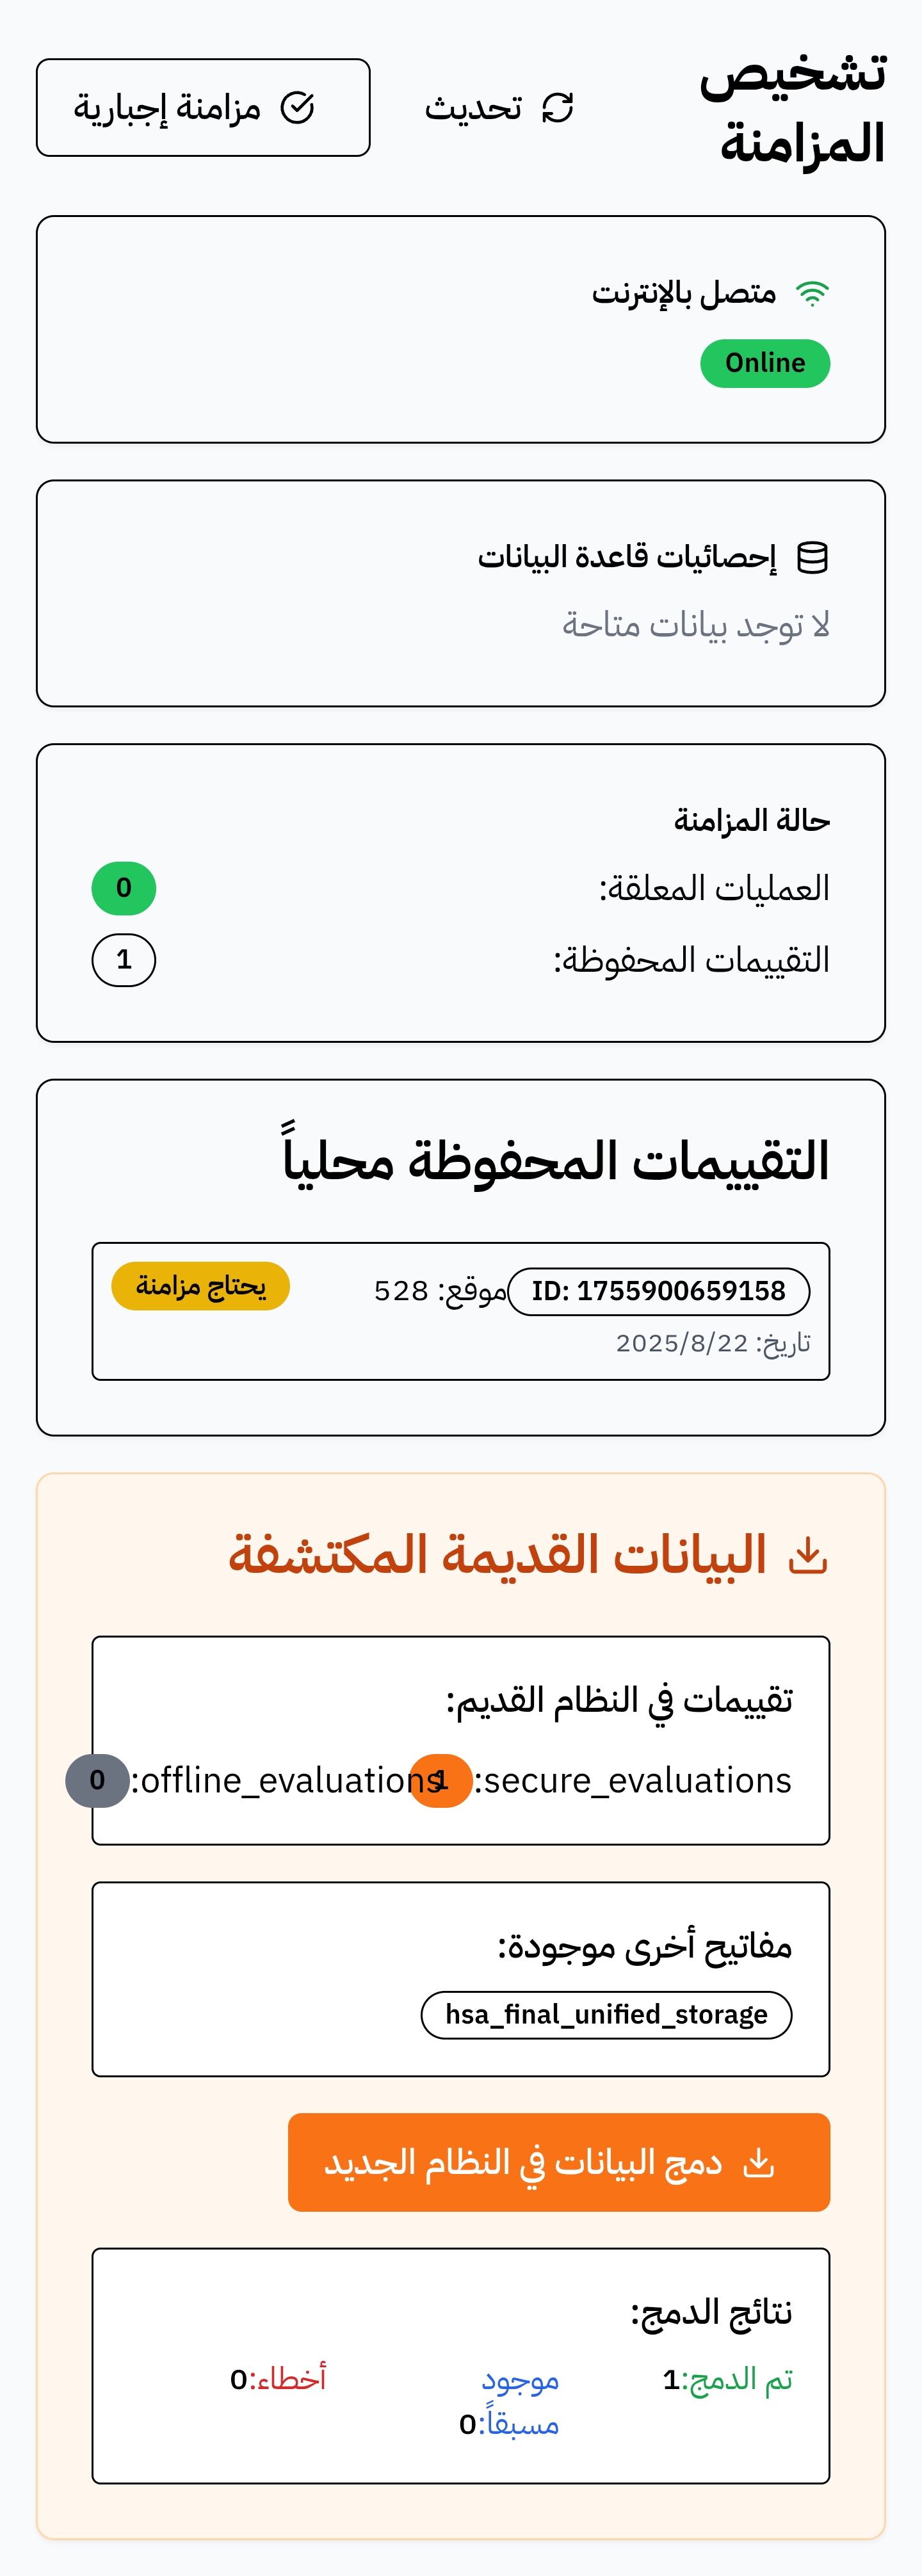 تشخيص
المزامنة
تحديث
مزامنة إجبارية
متصل بالإنترنت
Online
إحصائيات قاعدة البيانات
لا توجد بيانات متاحة
حالة المزامنة
العمليات المعلقة: 0
التقييمات المحفوظة: 1
التقييمات المحفوظة محلياً
ID: 1755900659158 موقع: 528 يحتاج مزامنة
تاريخ: 2025/8/22
البيانات القديمة المكتشفة
تقييمات في النظام القديم:
secure_evaluations: 1 offline_evaluations: 0
مفاتيح أخرى موجودة:
hsa_final_unified_storage
دمج البيانات في النظام الجديد
نتائج الدمج:
تم الدمج:1
موجود
مسبقاً:0
أخطاء:0